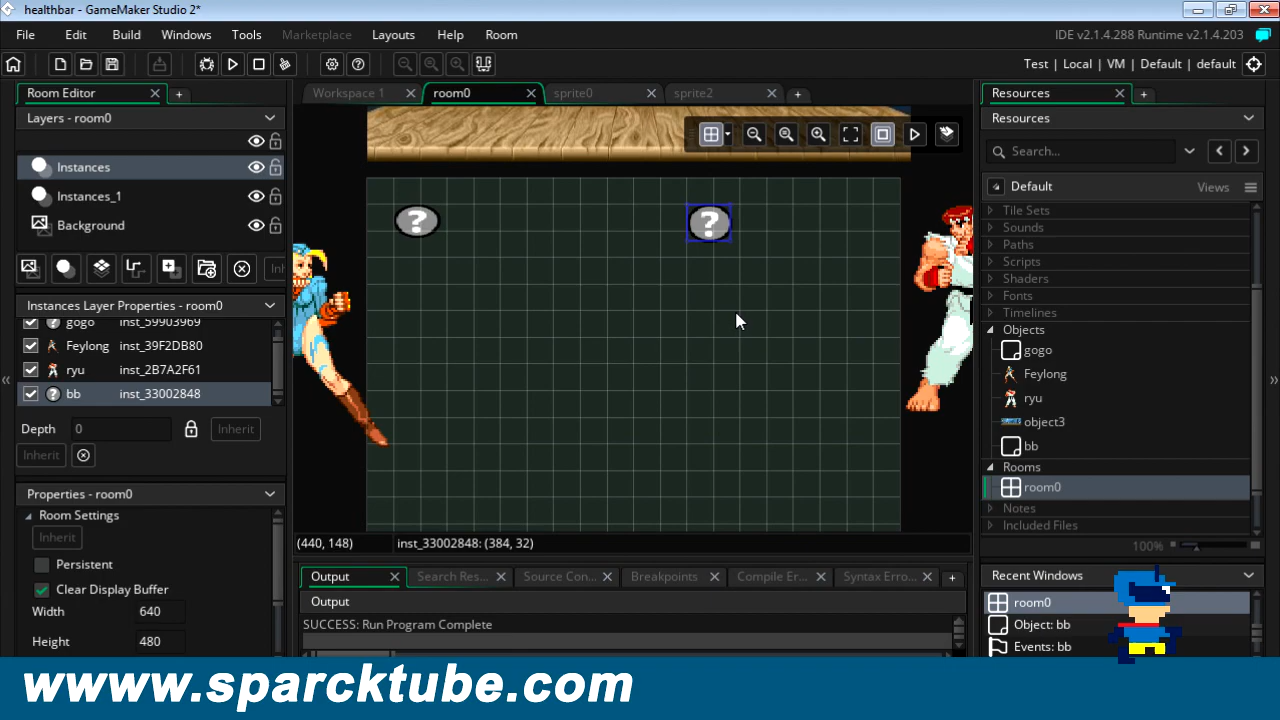 healthbar - GameMaker Studio 2*
File Edit Build Windows Tools Marketplace Layouts Help Room
IDE v2.1.4.288 Runtime v2.1.4.203
Test | Local | VM | Default | default
Room Editor
Layers - room0
Instances
Instances_1
Background
Inh
Instances Layer Properties - room0
gogo inst_59903969
Feylong inst_39F2DB80
ryu inst_2B7A2F61
bb inst_33002848
Depth 0 Inherit
Inherit
Properties - room0
Room Settings
Inherit
Persistent
Clear Display Buffer
Width 640
Height 480
Workspace 1 room0 sprite0 sprite2
? ?
(440, 148) inst_33002848: (384, 32)
Output Search Res... Source Con... Breakpoints Compile Er... Syntax Erro...
Output
SUCCESS: Run Program Complete
Resources
Resources
Search...
Default Views
Tile Sets
Sounds
Paths
Scripts
Shaders
Fonts
Timelines
Objects
gogo
Feylong
ryu
object3
bb
Rooms
room0
Notes
Included Files
100%
Recent Windows
room0
Object: bb
Events: bb
wwww.sparcktube.com